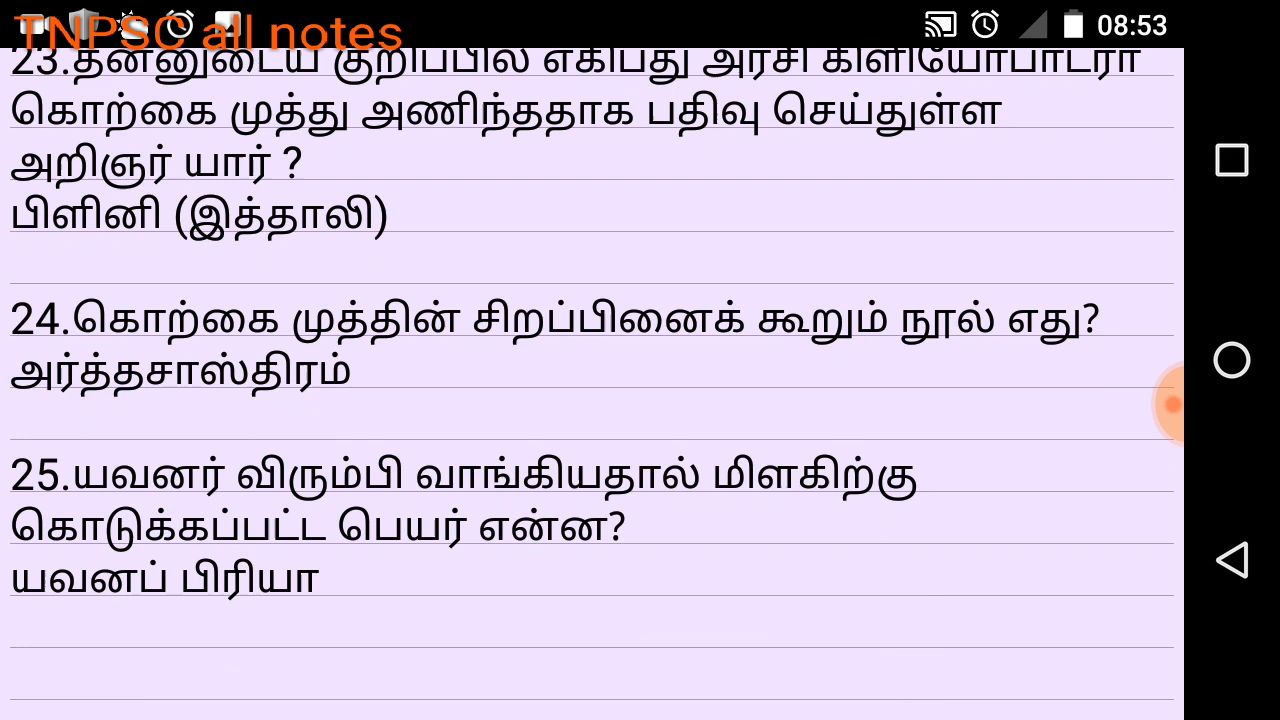 TNPSC all notes
08:53
23.தன்னுடைய குறிப்பில் எகிப்து அரசி கிளியோபாட்ரா
கொற்கை முத்து அணிந்ததாக பதிவு செய்துள்ள
அறிஞர் யார் ?
பிளினி (இத்தாலி)
24.கொற்கை முத்தின் சிறப்பினைக் கூறும் நூல் எது?
அர்த்தசாஸ்திரம்
25.யவனர் விரும்பி வாங்கியதால் மிளகிற்கு
கொடுக்கப்பட்ட பெயர் என்ன?
யவனப் பிரியா